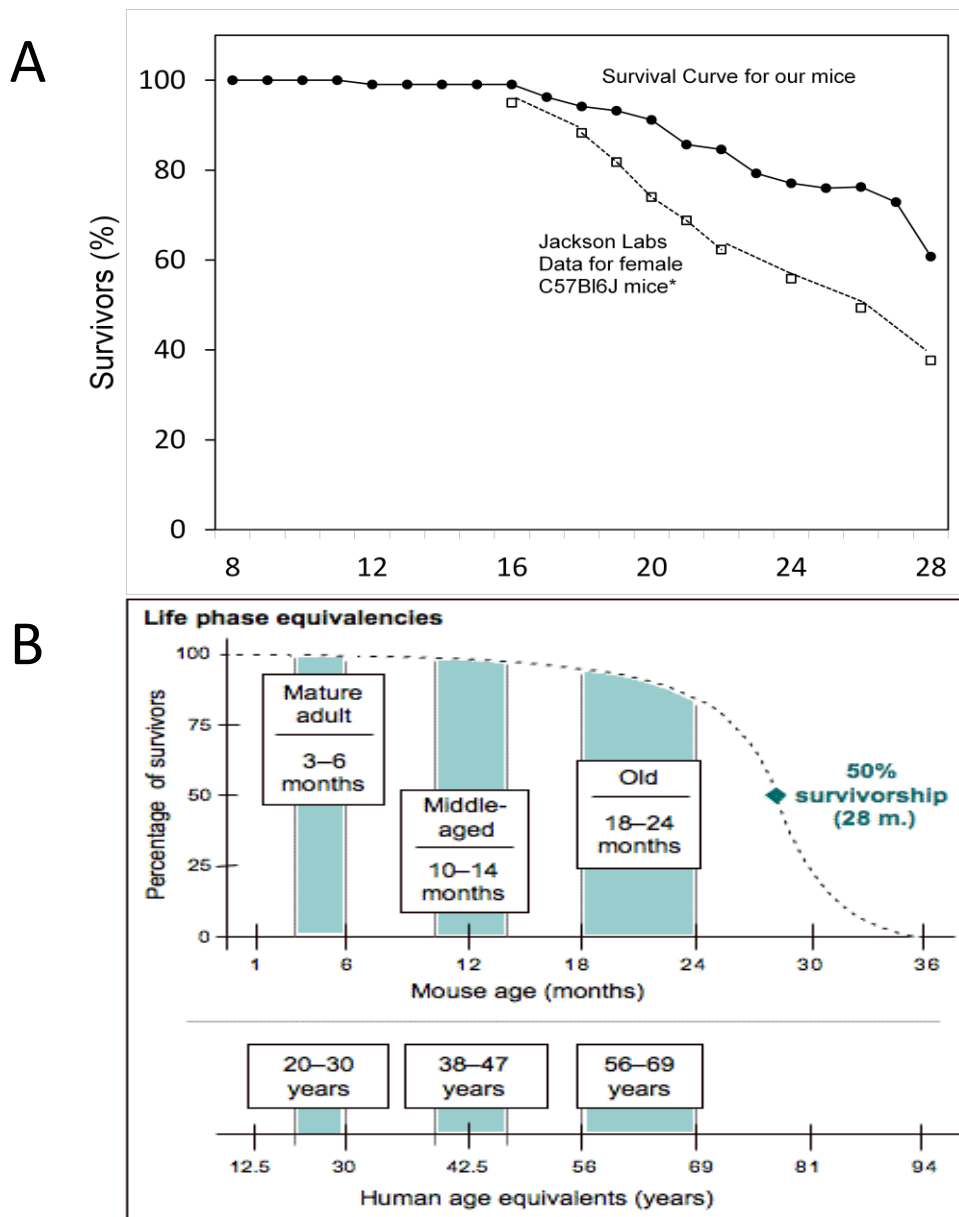 A
100
80
60
40
20
0
Survivors (%)
Survival Curve for our mice
Jackson Labs
Data for female
C57Bl6J mice*
8 12 16 20 24 28
B
Life phase equivalencies
100
75
50
25
0
Percentage of survivors
Mature
adult
3–6
months
Middle-
aged
10–14
months
Old
18–24
months
50%
survivorship
(28 m.)
1 6 12 18 24 30 36
Mouse age (months)
20–30
years
38–47
years
56–69
years
12.5 30 42.5 56 69 81 94
Human age equivalents (years)